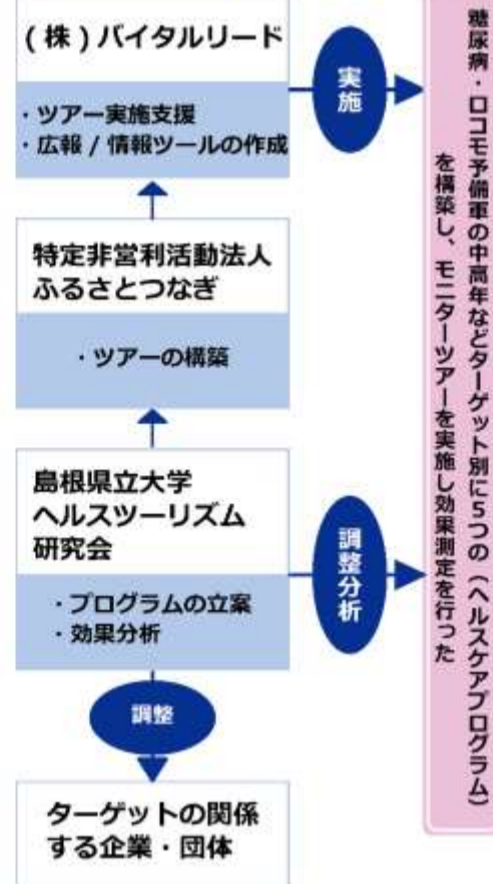 (株)バイタルリード
・ツアー実施支援
・広報 / 情報ツールの作成
実施
特定非営利活動法人
ふるさとつなぎ
・ツアーの構築
島根県立大学
ヘルスツーリズム
研究会
・プログラムの立案
・効果分析
調整分析
調整
ターゲットの関係
する企業・団体
糖尿病・ロコモ予備軍の中高年などターゲット別に5つの(ヘルスケアプログラム)
を構築し、モニターツアーを実施し効果測定を行った